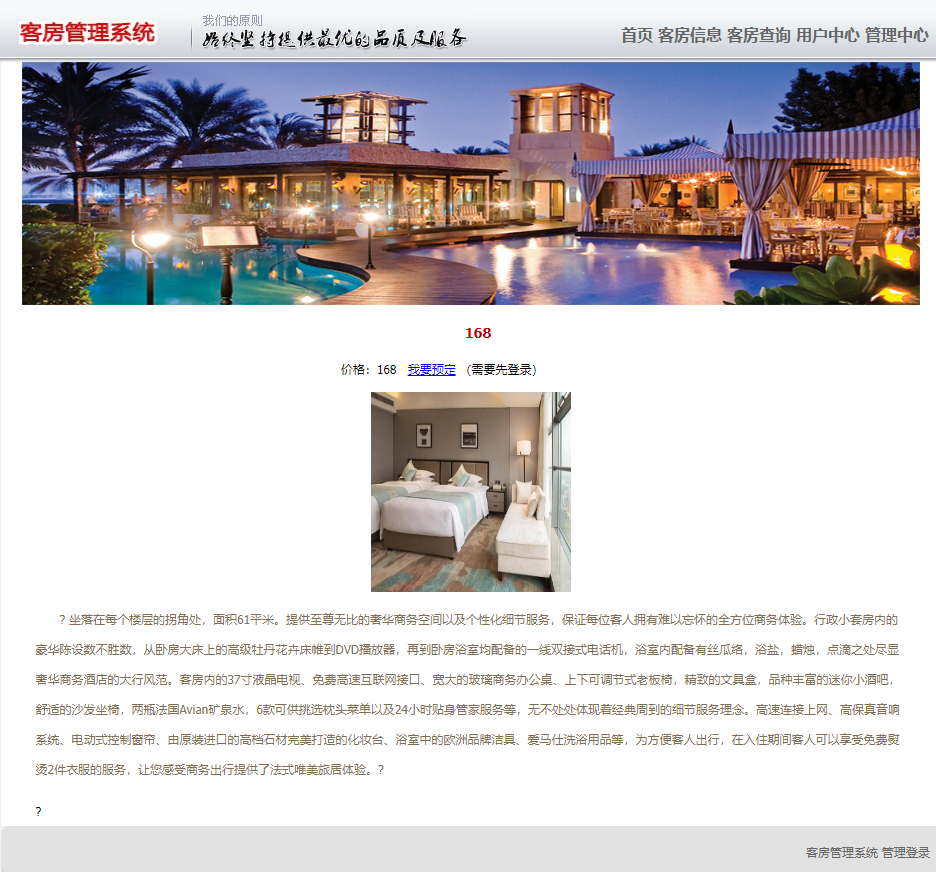 客房管理系统
我们的原则
始终坚持提供最优的品质及服务
首页 客房信息 客房查询 用户中心 管理中心
168
价格：168 我要预定 （需要先登录）
? 坐落在每个楼层的拐角处，面积61平米。提供至尊无比的奢华商务空间以及个性化细节服务，保证每位客人拥有难以忘怀的全方位商务体验。行政小套房内的
豪华陈设数不胜数，从卧房大床上的高级牡丹花卉床帷到DVD播放器，再到卧房浴室均配备的一线双接式电话机，浴室内配备有丝瓜络，浴盐，蜡烛，点滴之处尽显
奢华商务酒店的大行风范。客房内的37寸液晶电视、免费高速互联网接口、宽大的玻璃商务办公桌、上下可调节式老板椅，精致的文具盒，品种丰富的迷你小酒吧，
舒适的沙发坐椅，两瓶法国Avian矿泉水，6款可供挑选枕头菜单以及24小时贴身管家服务等，无不处处体现着经典周到的细节服务理念。高速连接上网、高保真音响
系统、电动式控制窗帘、由原装进口的高档石材完美打造的化妆台、浴室中的欧洲品牌洁具、爱马仕洗浴用品等，为方便客人出行，在入住期间客人可以享受免费熨
烫2件衣服的服务，让您感受商务出行提供了法式唯美旅居体验。?
?
客房管理系统 管理登录